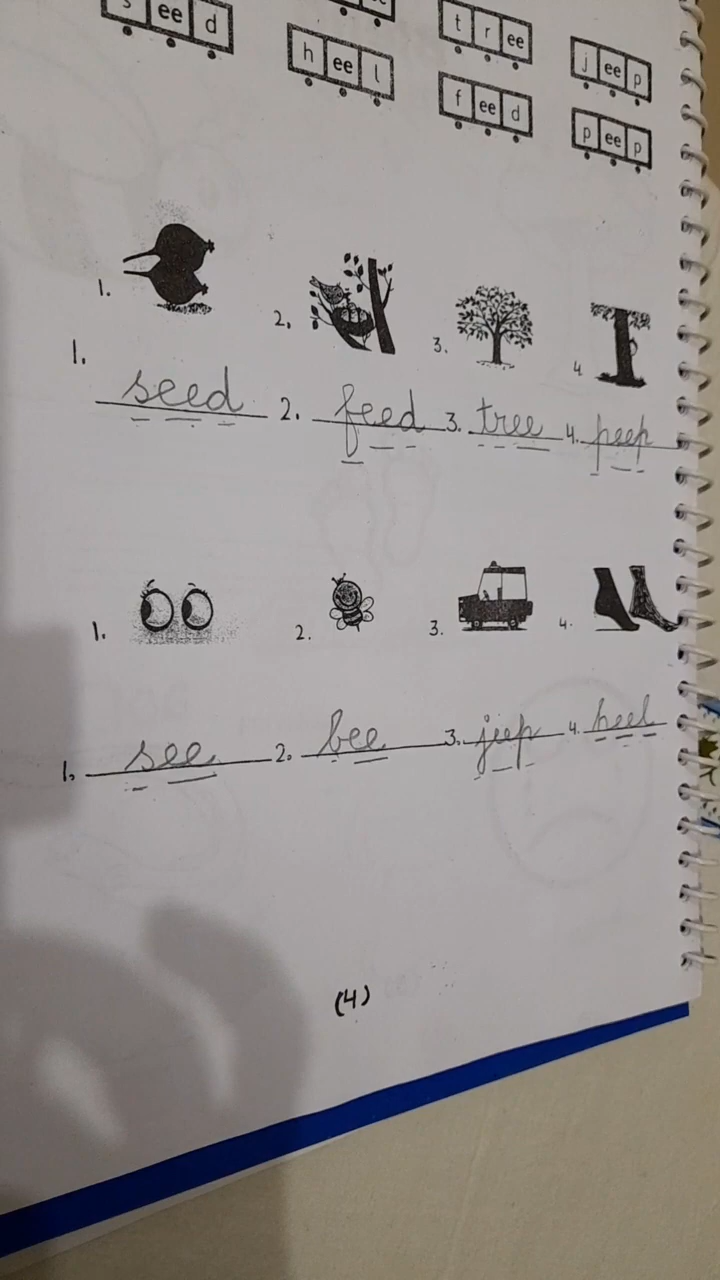 s ee d
t r ee
h ee l
j ee p
f ee d
p ee p
1.
2.
3.
4
1. seed 2. feed 3. tree 4. peep
1.
2.
3.
4.
1. see 2. bee 3. jeep 4. heel
(4)